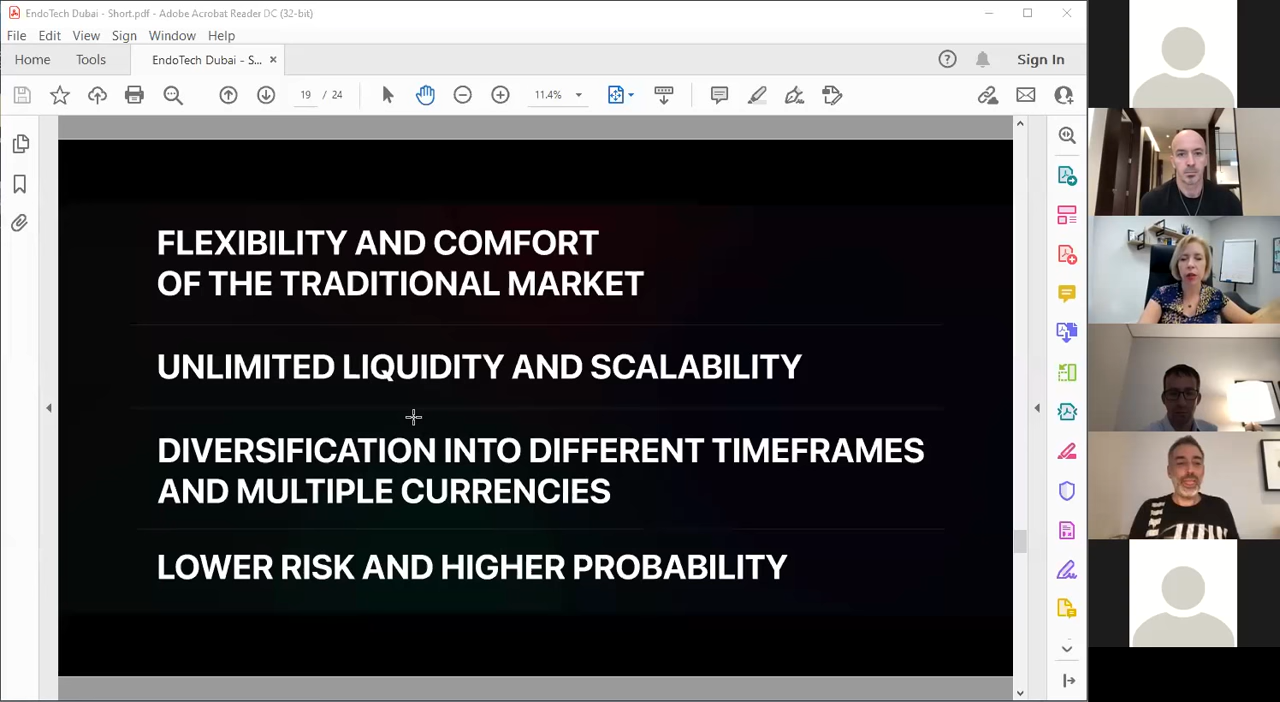 EndoTech Dubai - Short.pdf - Adobe Acrobat Reader DC (32-bit)
File Edit View Sign Window Help
Home Tools EndoTech Dubai - S... × Sign In
19 / 24 11.4%
FLEXIBILITY AND COMFORT
OF THE TRADITIONAL MARKET
UNLIMITED LIQUIDITY AND SCALABILITY
DIVERSIFICATION INTO DIFFERENT TIMEFRAMES
AND MULTIPLE CURRENCIES
LOWER RISK AND HIGHER PROBABILITY